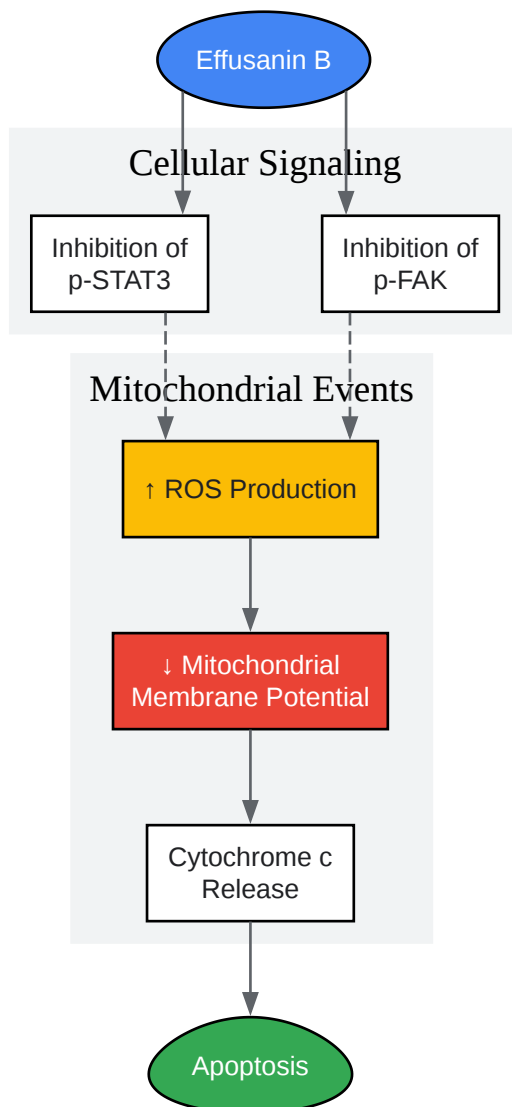 Effusanin B
Cellular Signaling
Inhibition of
p-STAT3
Inhibition of
p-FAK
Mitochondrial Events
↑ ROS Production
↓ Mitochondrial
Membrane Potential
Cytochrome c
Release
Apoptosis